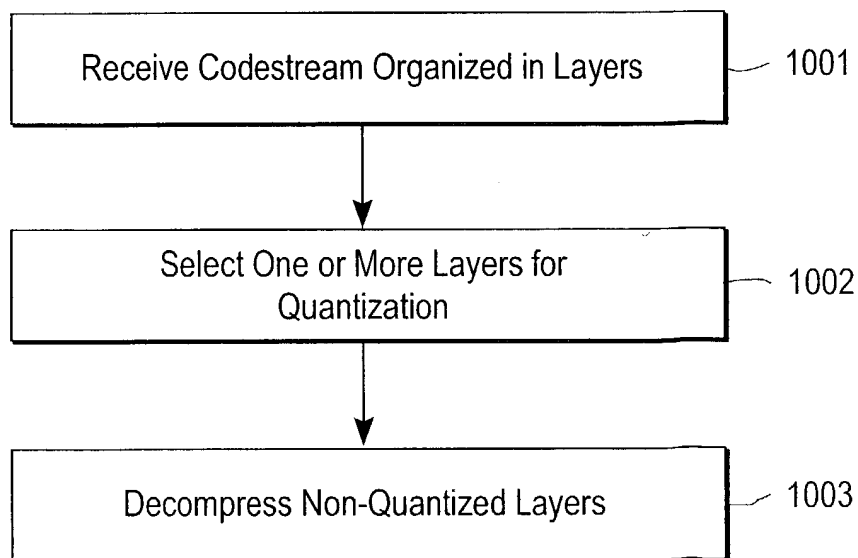 Receive Codestream Organized in Layers
1001
Select One or More Layers for
Quantization
1002
Decompress Non-Quantized Layers
1003